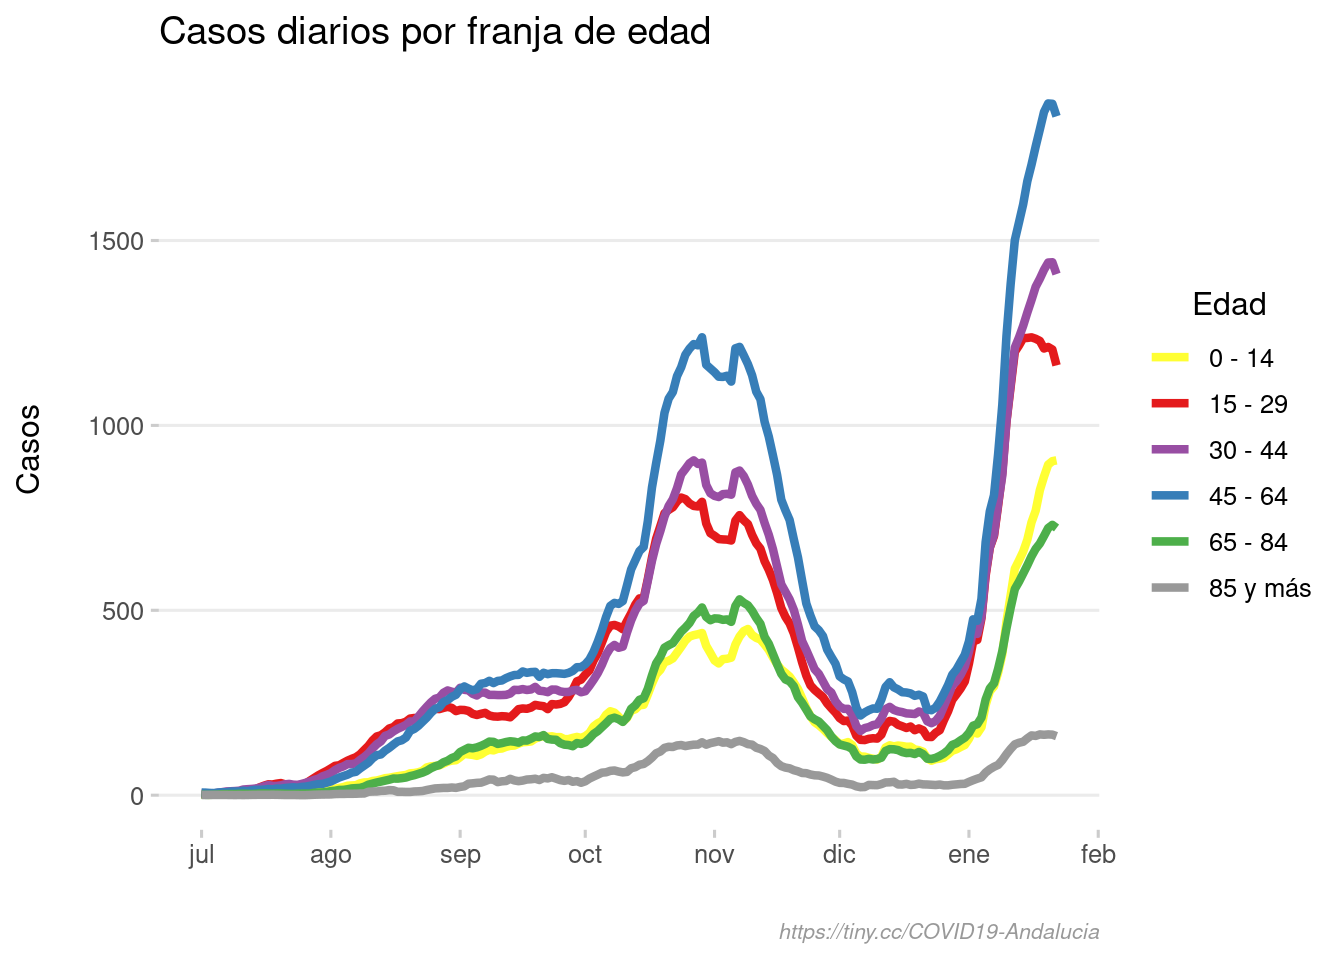 Casos diarios por franja de edad
Casos
1500
1000
500
0
jul ago sep oct nov dic ene feb
Edad
0 - 14
15 - 29
30 - 44
45 - 64
65 - 84
85 y más
https://tiny.cc/COVID19-Andalucia